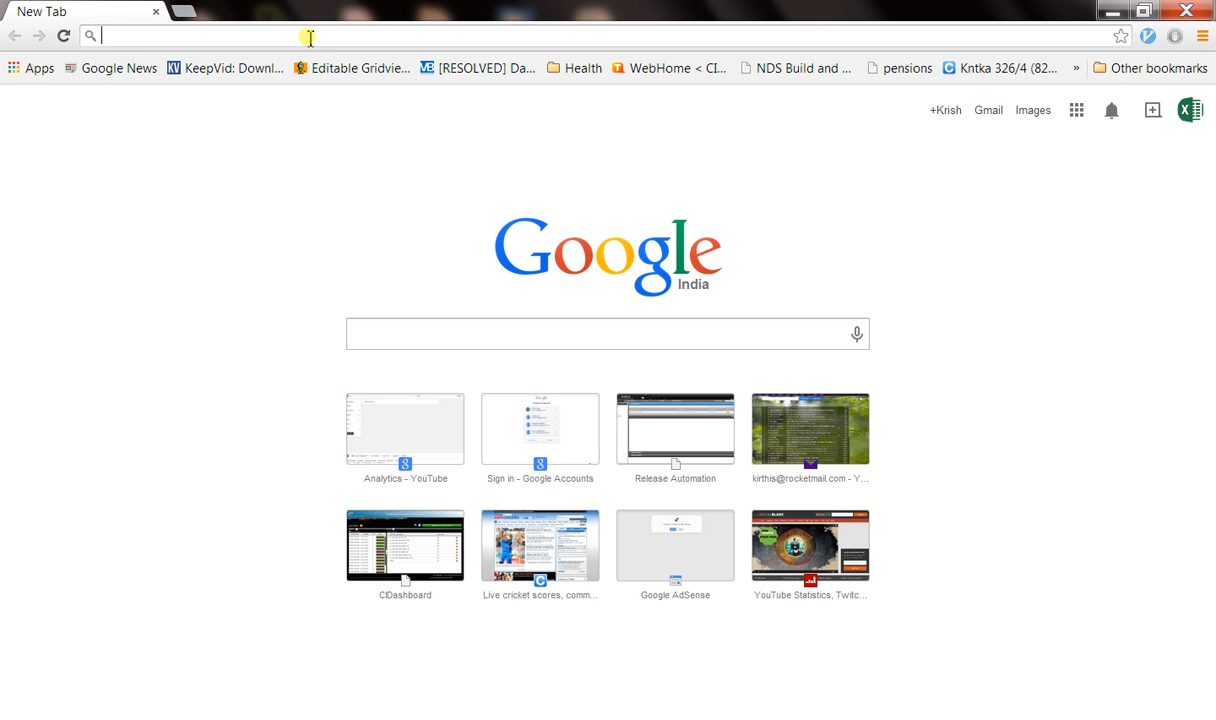 New Tab
Apps Google News KeepVid: Downl... Editable Gridvie... [RESOLVED] Da... Health WebHome < CI... NDS Build and ... pensions Kntka 326/4 (82... » Other bookmarks
+Krish Gmail Images
Google
India
Analytics - YouTube Sign in - Google Accounts Release Automation kirthis@rocketmail.com - Y...
CIDashboard Live cricket scores, comm... Google AdSense YouTube Statistics, Twitc...